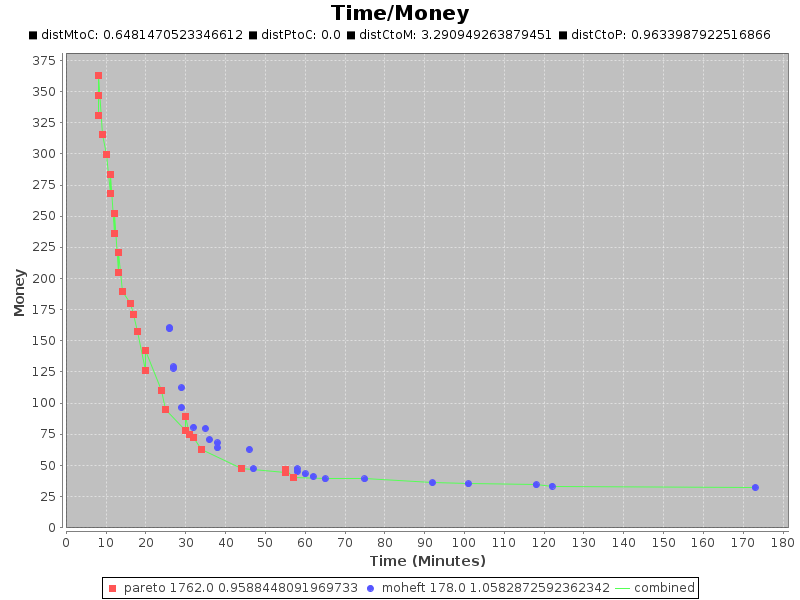 Time/Money
distMtoC: 0.6481470523346612 distPtoC: 0.0 distCtoM: 3.290949263879451 distCtoP: 0.9633987922516866
375
350
325
300
275
250
225
200
175
150
125
100
75
50
25
0
Money
0 10 20 30 40 50 60 70 80 90 100 110 120 130 140 150 160 170 180
Time (Minutes)
pareto 1762.0 0.9588448091969733 moheft 178.0 1.0582872592362342 combined